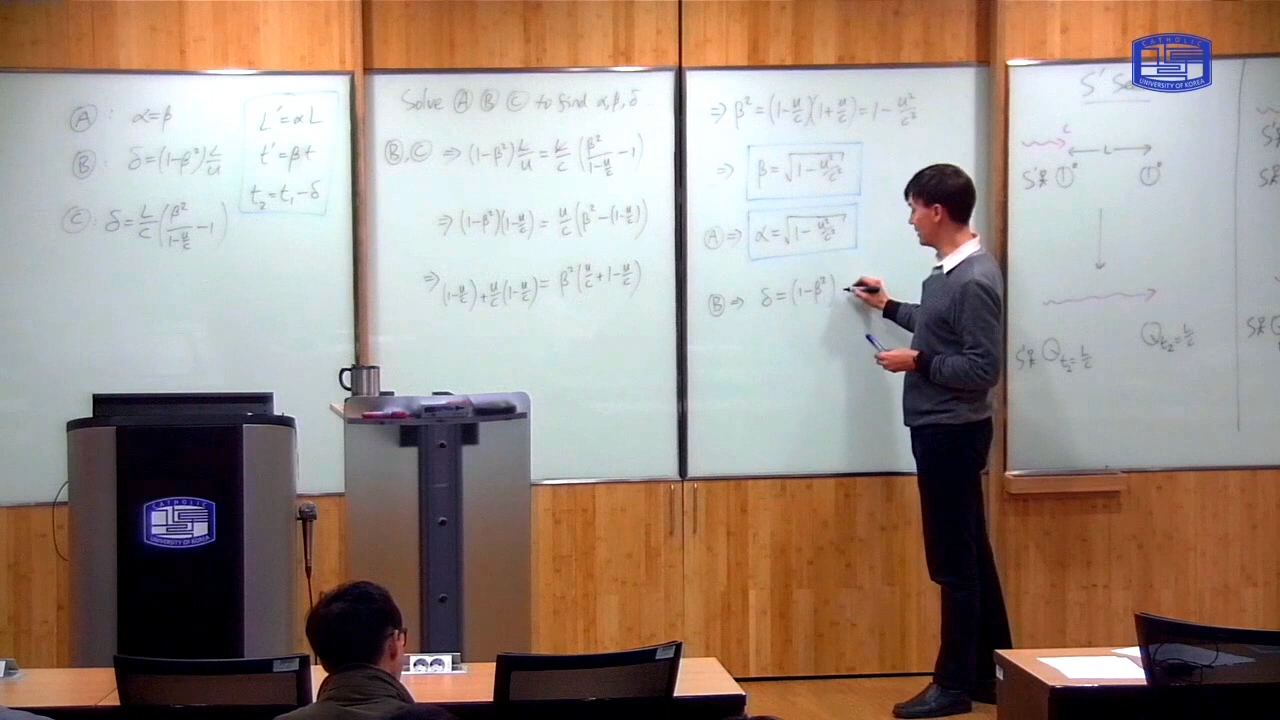 Ⓐ: α=β
Ⓑ: δ=(1-β²)L/u
Ⓒ: δ=L/c(β²/(1-u/c)-1)
L'=αL
t'=βt
t₂=t₁-δ
Solve Ⓐ Ⓑ Ⓒ to find α,β,δ
Ⓑ,Ⓒ ⇒ (1-β²)L/u=L/c(β²/(1-u/c)-1)
⇒(1-β²)(1-u/c)=u/c(β²-(1-u/c))
⇒(1-u/c)+u/c(1-u/c)=β²(u/c+1-u/c)
⇒ β²=(1-u/c)(1+u/c)=1-u²/c²
⇒ β=√(1-u²/c²)
Ⓐ⇒ α=√(1-u²/c²)
Ⓑ⇒ δ=(1-β²)
S'
c
L
t₂=L/c
t₂=L/c
CATHOLIC
UNIVERSITY OF KOREA
CATHOLIC
UNIVERSITY OF KOREA